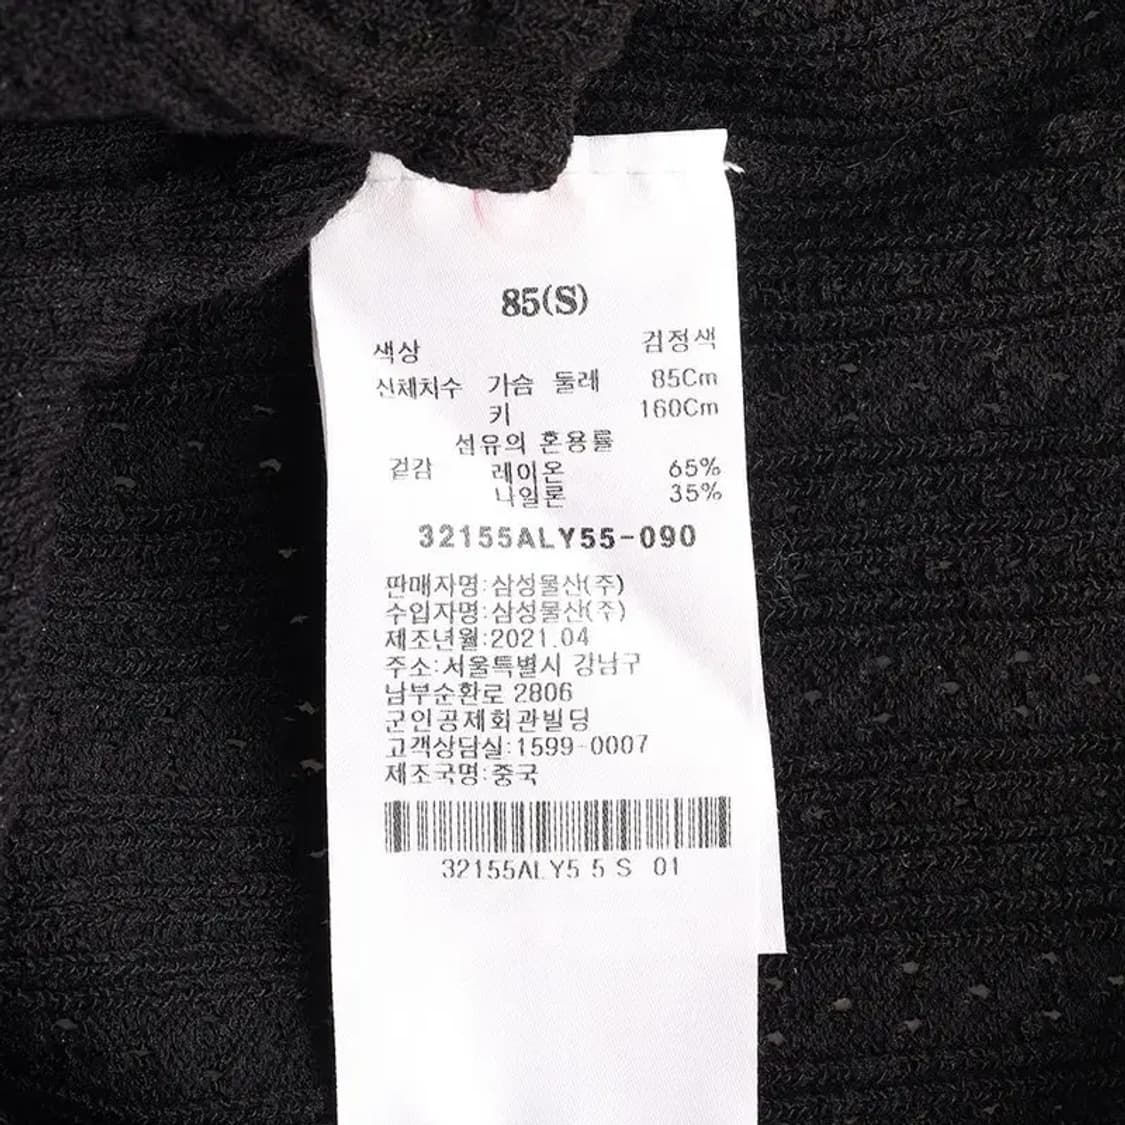 85(S)
색상 검정색
신체치수 가슴 둘레 85Cm
키 160Cm
섬유의 혼용률
겉감 레이온 65%
나일론 35%
32155ALY55-090
판매자명:삼성물산(주)
수입자명:삼성물산(주)
제조년월:2021.04
주소:서울특별시 강남구
남부순환로 2806
군인공제회관빌딩
고객상담실:1599-0007
제조국명:중국
32155ALY5 5 S 01